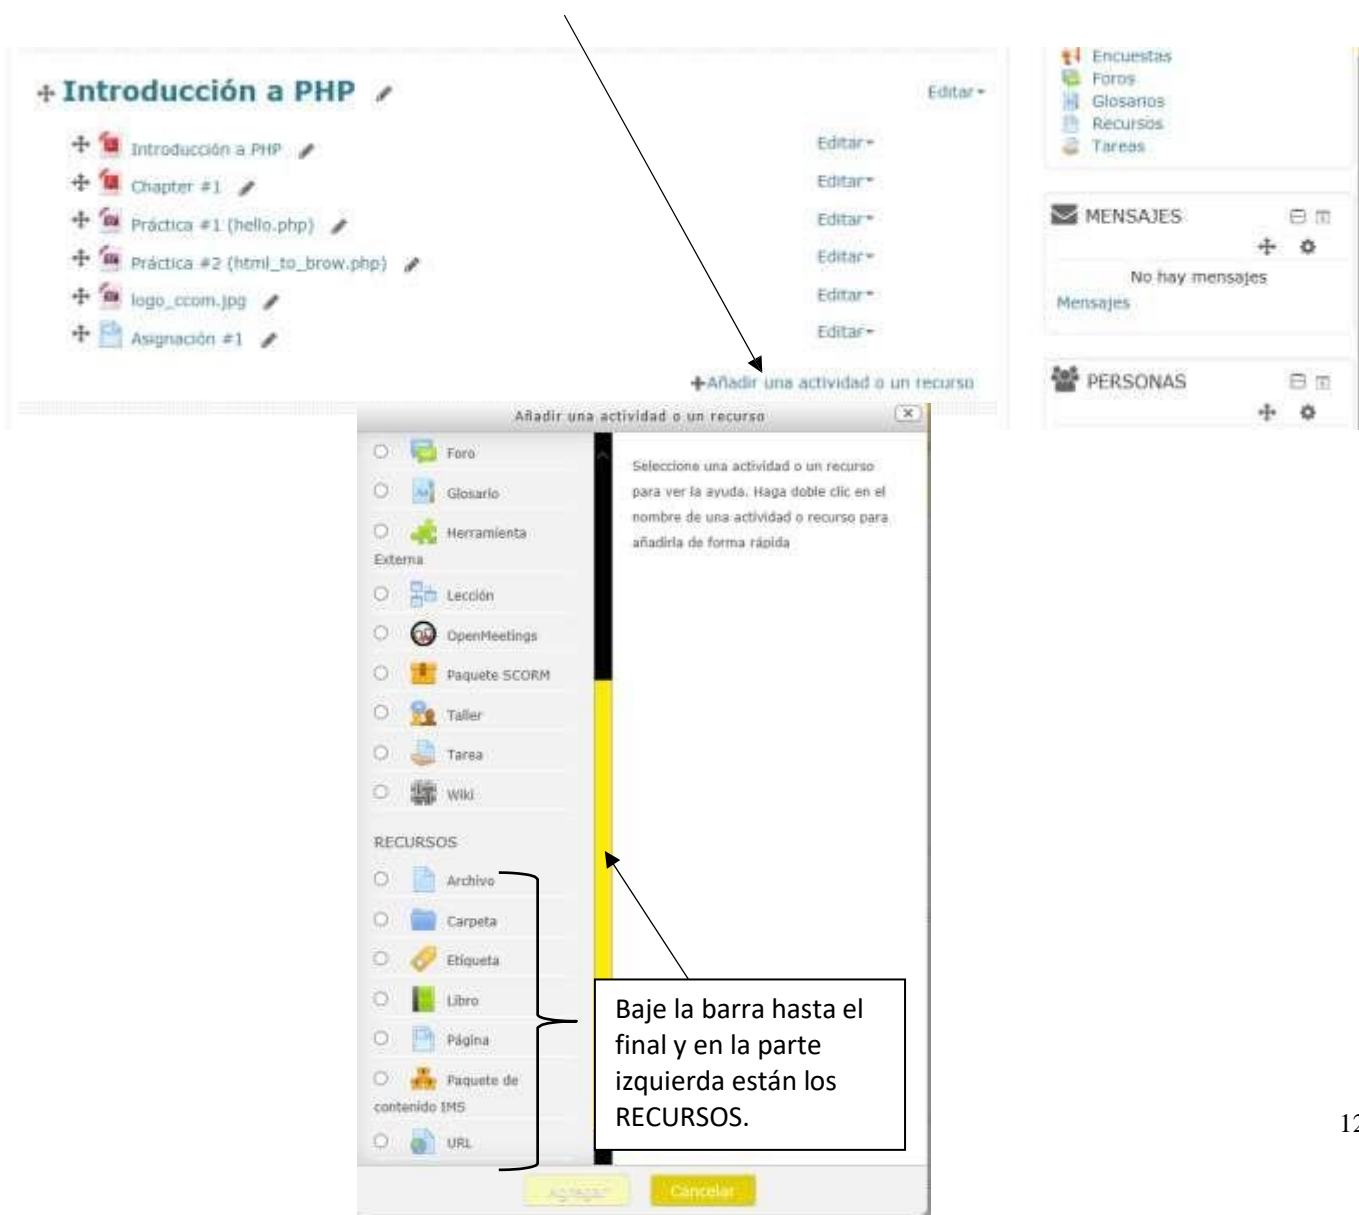 Introducción a PHP
Editar
Introducción a PHP
Editar
Chapter #1
Editar
Práctica #1 (hello.php)
Editar
Práctica #2 (html_to_brow.php)
Editar
logo_ccom.jpg
Editar
Asignación #1
Editar
Añadir una actividad o un recurso
Encuestas
Foros
Glosarios
Recursos
Tareas
MENSAJES
No hay mensajes
Mensajes
PERSONAS
Añadir una actividad o un recurso
Foro
Glosario
Herramienta
Externa
Lección
OpenMeetings
Paquete SCORM
Taller
Tarea
Wiki
RECURSOS
Archivo
Carpeta
Etiqueta
Libro
Página
Paquete de
contenido IMS
URL
Seleccione una actividad o un recurso
para ver la ayuda. Haga doble clic en el
nombre de una actividad o recurso para
añadirla de forma rápida
Baje la barra hasta el
final y en la parte
izquierda están los
RECURSOS.
Agregar
Cancelar
12